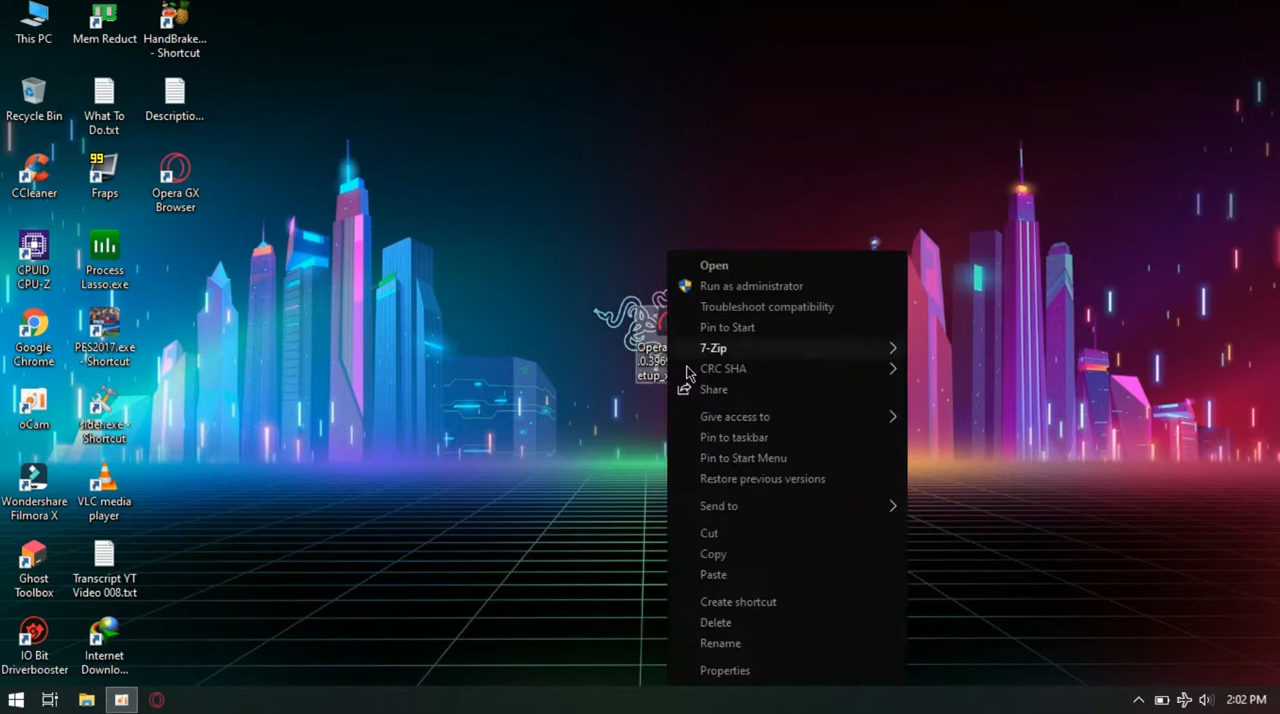 This PC
Mem Reduct
HandBrake...
- Shortcut
Recycle Bin
What To
Do.txt
Descriptio...
CCleaner
99
Fraps
Opera GX
Browser
CPUID
CPU-Z
Process
Lasso.exe
Google
Chrome
PES2017.exe
- Shortcut
oCam
sider.exe -
Shortcut
Wondershare
Filmora X
VLC media
player
Ghost
Toolbox
Transcript YT
Video 008.txt
IO Bit
Driverbooster
Internet
Downlo...
Opera
Open
Run as administrator
Troubleshoot compatibility
Pin to Start
7-Zip
CRC SHA
Share
Give access to
Pin to taskbar
Pin to Start Menu
Restore previous versions
Send to
Cut
Copy
Paste
Create shortcut
Delete
Rename
Properties
2:02 PM